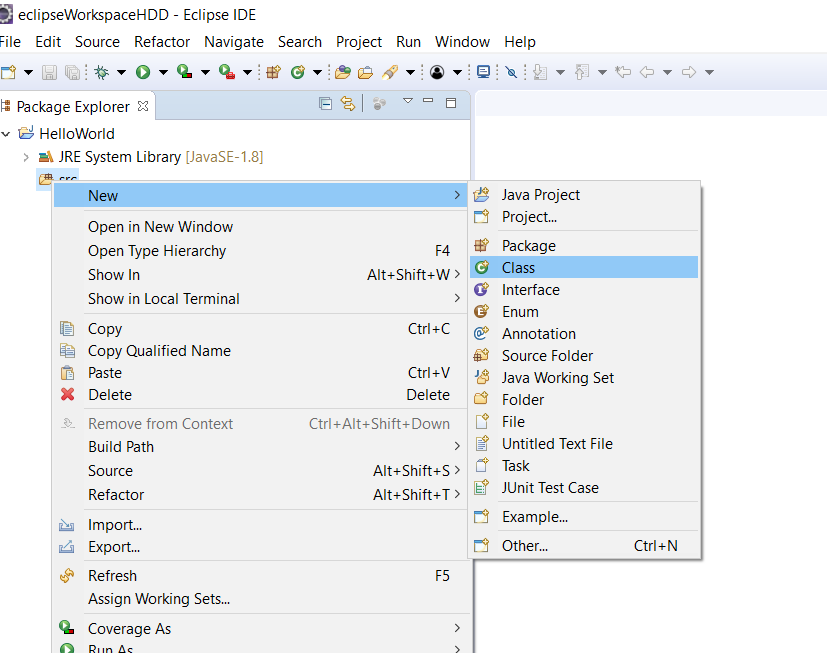 eclipseWorkspaceHDD - Eclipse IDE
File Edit Source Refactor Navigate Search Project Run Window Help
Package Explorer
HelloWorld
JRE System Library [JavaSE-1.8]
src
New
Open in New Window
Open Type Hierarchy F4
Show In Alt+Shift+W
Show in Local Terminal
Copy Ctrl+C
Copy Qualified Name
Paste Ctrl+V
Delete Delete
Remove from Context Ctrl+Alt+Shift+Down
Build Path
Source Alt+Shift+S
Refactor Alt+Shift+T
Import...
Export...
Refresh F5
Assign Working Sets...
Coverage As
Run As
Java Project
Project...
Package
Class
Interface
Enum
Annotation
Source Folder
Java Working Set
Folder
File
Untitled Text File
Task
JUnit Test Case
Example...
Other... Ctrl+N